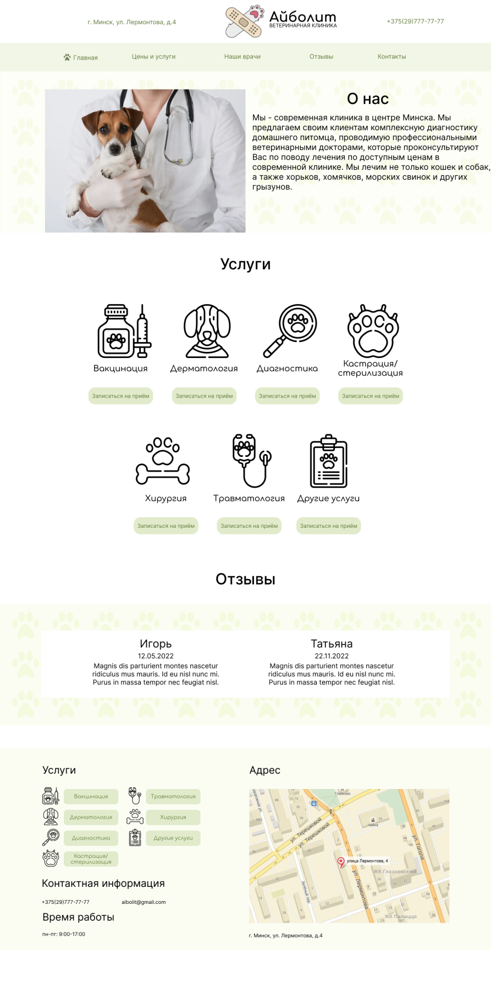 г. Минск, ул. Лермонтова, д.4
Айболит
ВЕТЕРИНАРНАЯ КЛИНИКА
+375(29)777-77-77
Главная
Цены и услуги
Наши врачи
Отзывы
Контакты
О нас
Мы - современная клиника в центре Минска. Мы
предлагаем своим клиентам комплексную диагностику
домашнего питомца, проводимую профессиональными
ветеринарными докторами, которые проконсультируют
Вас по поводу лечения по доступным ценам в
современной клинике. Мы лечим не только кошек и собак,
а также хорьков, хомячков, морских свинок и других
грызунов.
Услуги
Вакцинация
Дерматология
Диагностика
Кастрация/
стерилизация
Записаться на приём
Записаться на приём
Записаться на приём
Записаться на приём
Хирургия
Травматология
Другие услуги
Записаться на приём
Записаться на приём
Записаться на приём
Отзывы
Игорь
12.05.2022
Magnis dis parturient montes nascetur
ridiculus mus mauris. Id eu nisl nunc mi.
Purus in massa tempor nec feugiat nisl.
Татьяна
22.11.2022
Magnis dis parturient montes nascetur
ridiculus mus mauris. Id eu nisl nunc mi.
Purus in massa tempor nec feugiat nisl.
Услуги
Вакцинация
Травматология
Дерматология
Хирургия
Диагностика
Другие услуги
Кастрация/
стерилизация
Контактная информация
+375(29)777-77-77
aibolit@gmail.com
Время работы
пн-пт: 9:00-17:00
Адрес
Глазково
ул. Терешковой
ул. Терешковой
Чайка
ул. Гоголя
улица Лермонтова, 4
ЖК Глазковский
ул. Лермонтова
Зелёный пер.
ЖК Палаццо
г. Минск, ул. Лермонтова, д.4